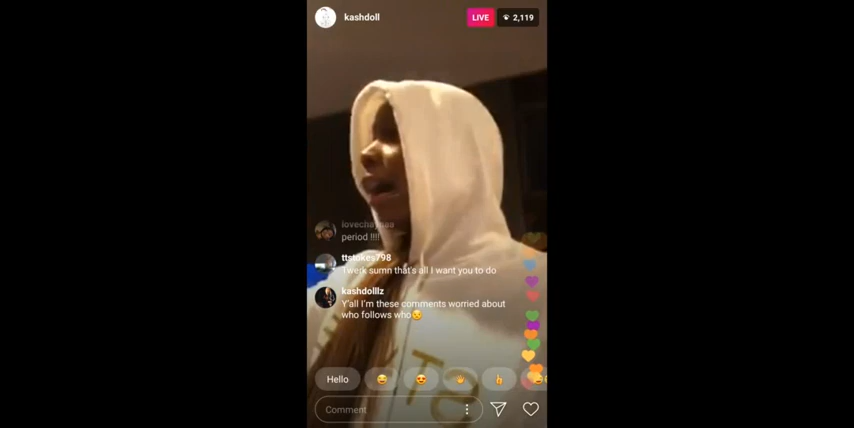 kashdoll
LIVE
2,119
period !!!!
ttstokes798
Twerk sumn that's all I want you to do
kashdolllz
Y'all I'm these comments worried about
who follows who
Hello
Comment